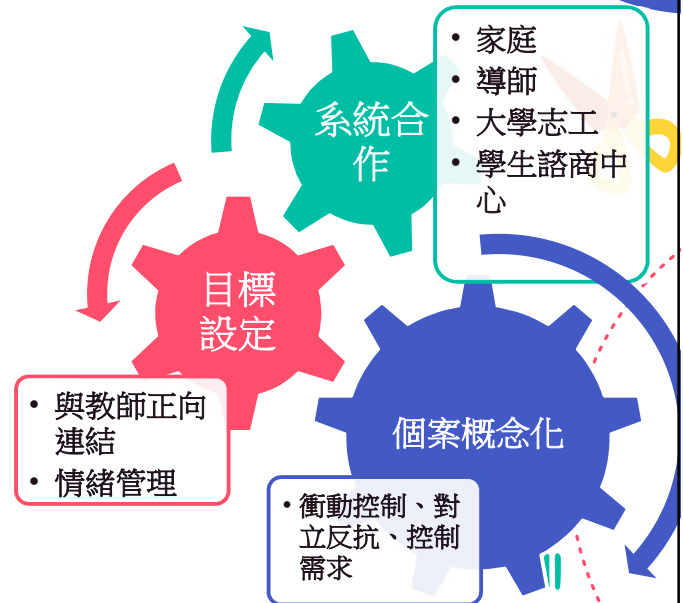 系統合
作
• 家庭
• 導師
• 大學志工
• 學生諮商中
心
目標
設定
• 與教師正向
連結
• 情緒管理
個案概念化
• 衝動控制、對
立反抗、控制
需求